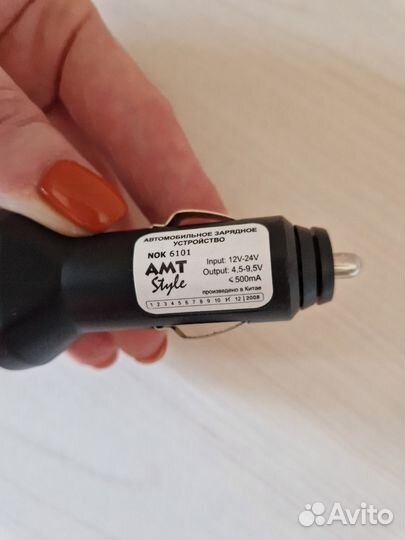 АВТОМОБИЛЬНОЕ ЗАРЯДНОЕ
УСТРОЙСТВО
NOK 6101
AMT
Style
Input: 12V-24V
Output: 4,5-9,5V
≤ 500mA
произведено в Китае
1 2 3 4 5 6 7 8 9 10 11 12 2008
Avito